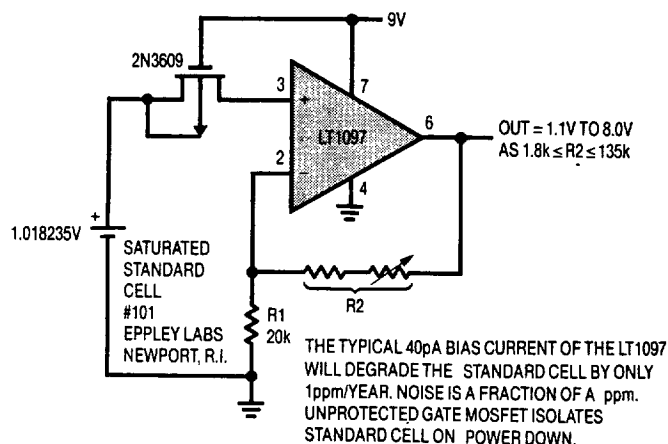 9V
2N3609
3
7
+
LT1097
6
OUT = 1.1V TO 8.0V
AS 1.8k ≤ R2 ≤ 135k
2
−
4
+
1.018235V
SATURATED
STANDARD
CELL
#101
EPPLEY LABS
NEWPORT, R.I.
R2
R1
20k
THE TYPICAL 40pA BIAS CURRENT OF THE LT1097
WILL DEGRADE THE STANDARD CELL BY ONLY
1ppm/YEAR. NOISE IS A FRACTION OF A ppm.
UNPROTECTED GATE MOSFET ISOLATES
STANDARD CELL ON POWER DOWN.